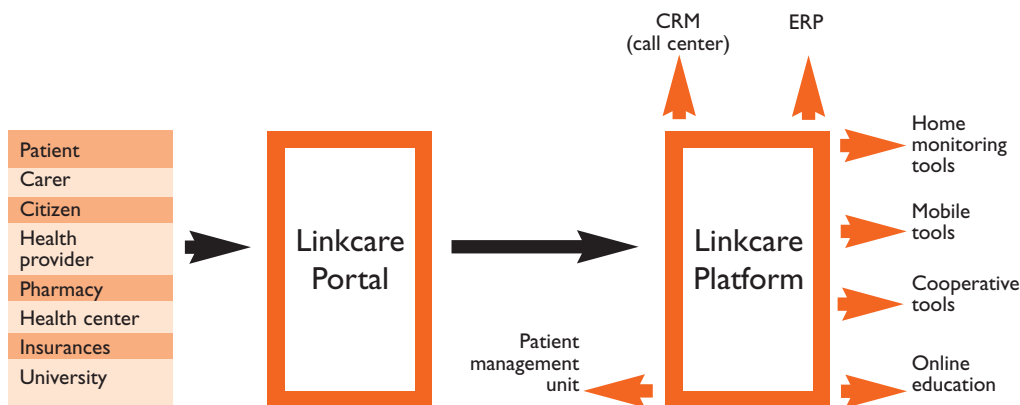 CRM
(call center)
ERP
Patient
Carer
Citizen
Health
provider
Pharmacy
Health center
Insurances
University
Linkcare
Portal
Linkcare
Platform
Home
monitoring
tools
Mobile
tools
Cooperative
tools
Online
education
Patient
management
unit